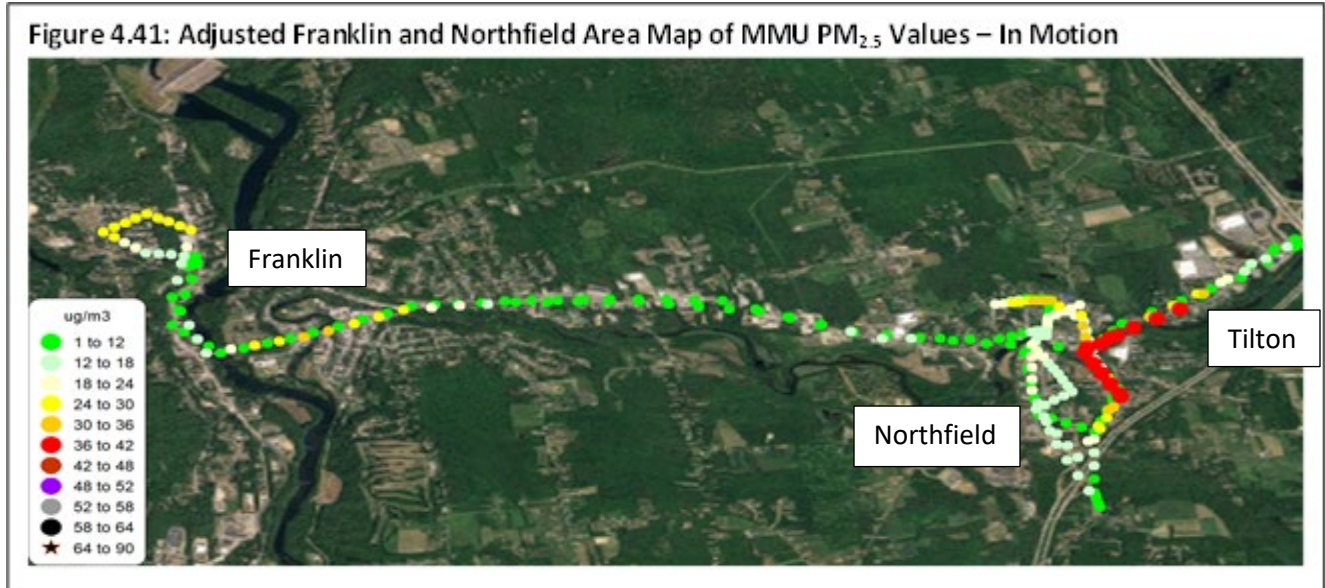 Figure 4.41: Adjusted Franklin and Northfield Area Map of MMU PM₂.₅ Values – In Motion
Franklin
Tilton
Northfield
ug/m3
1 to 12
12 to 18
18 to 24
24 to 30
30 to 36
36 to 42
42 to 48
48 to 52
52 to 58
58 to 64
64 to 90